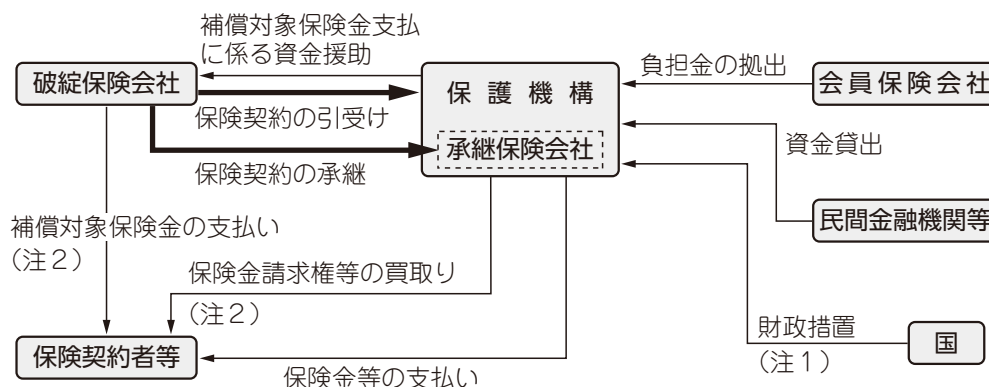 補償対象保険金支払
に係る資金援助
破綻保険会社
保護機構
負担金の拠出
会員保険会社
保険契約の引受け
承継保険会社
資金貸出
保険契約の承継
補償対象保険金の支払い
(注2)
民間金融機関等
保険金請求権等の買取り
(注2)
財政措置
(注1)
国
保険契約者等
保険金等の支払い